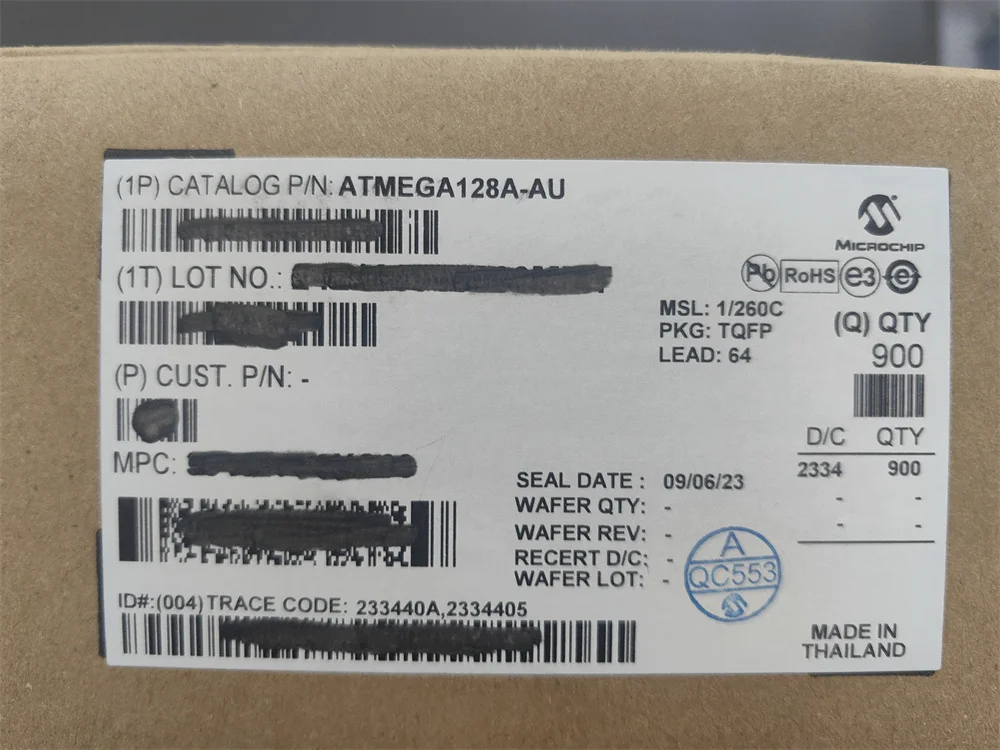 (1P) CATALOG P/N: ATMEGA128A-AU
MICROCHIP
(1T) LOT NO.:
Pb RoHS e3 e
MSL: 1/260C
PKG: TQFP
LEAD: 64
(Q) QTY
900
(P) CUST. P/N: -
D/C QTY
2334 900
- -
- -
MPC:
SEAL DATE : 09/06/23
WAFER QTY: -
WAFER REV: -
RECERT D/C: -
WAFER LOT: -
A
QC553
ID#:(004) TRACE CODE: 233440A,2334405
MADE IN
THAILAND